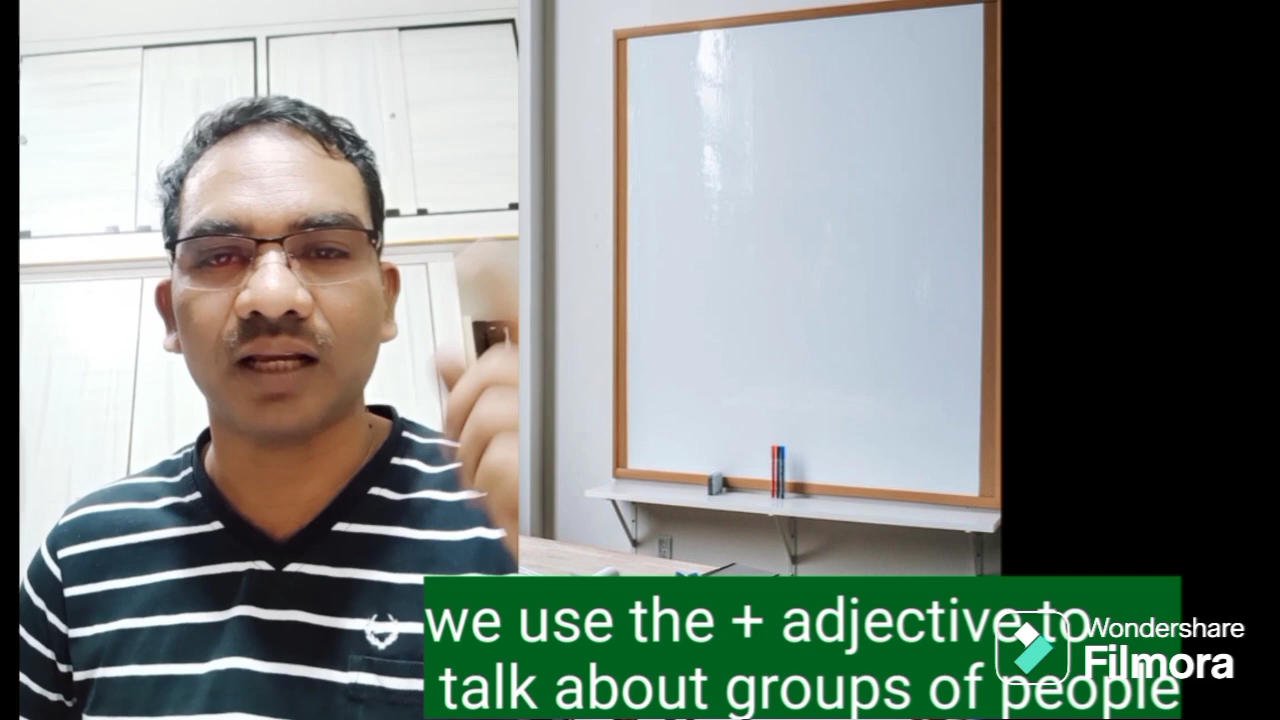 we use the + adjective to
talk about groups of people
Wondershare
Filmora